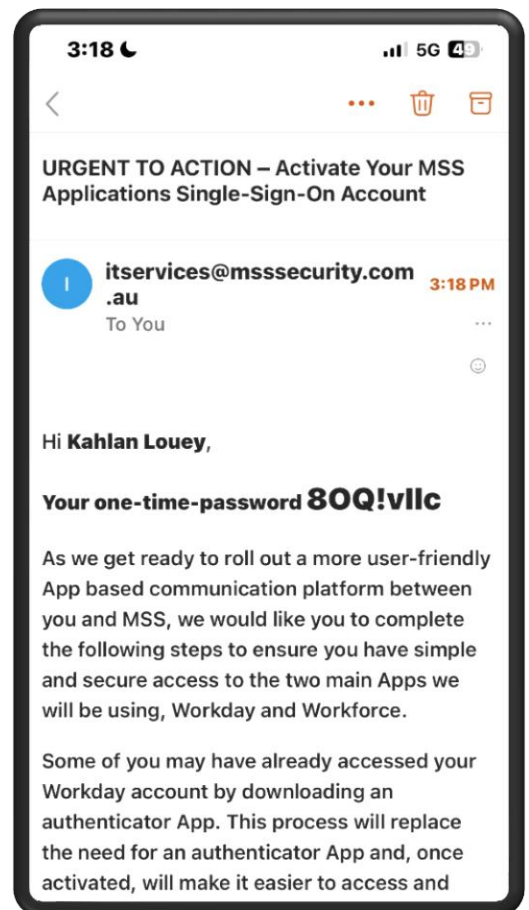 3:18
5G 49
URGENT TO ACTION – Activate Your MSS
Applications Single-Sign-On Account
I
itservices@msssecurity.com
.au
3:18 PM
To You
Hi Kahlan Louey,
Your one-time-password 8OQ!vllc
As we get ready to roll out a more user-friendly
App based communication platform between
you and MSS, we would like you to complete
the following steps to ensure you have simple
and secure access to the two main Apps we
will be using, Workday and Workforce.
Some of you may have already accessed your
Workday account by downloading an
authenticator App. This process will replace
the need for an authenticator App and, once
activated, will make it easier to access and